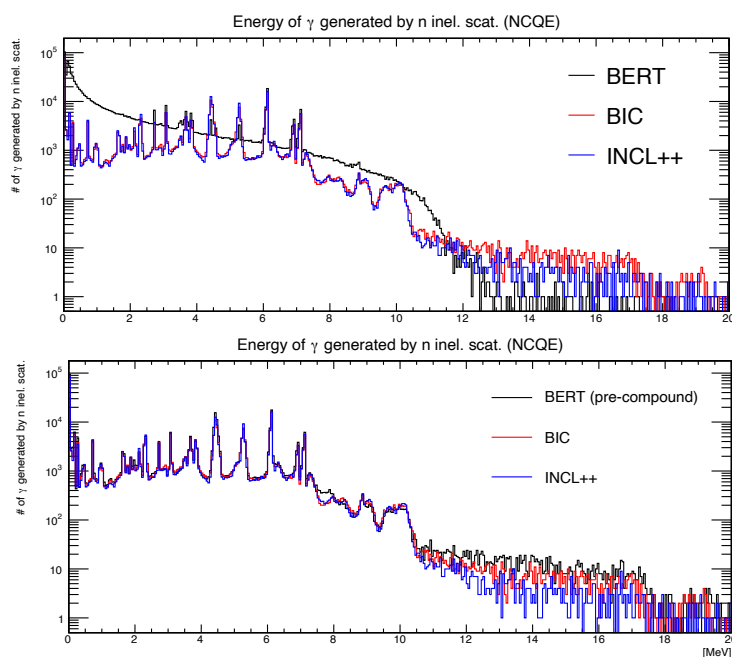 Energy of γ generated by n inel. scat. (NCQE)
# of γ generated by n inel. scat.
10⁵
10⁴
10³
10²
10
1
BERT
BIC
INCL++
0 2 4 6 8 10 12 14 16 18 20
Energy of γ generated by n inel. scat. (NCQE)
# of γ generated by n inel. scat.
10⁵
10⁴
10³
10²
10
1
BERT (pre-compound)
BIC
INCL++
0 2 4 6 8 10 12 14 16 18 20
[MeV]